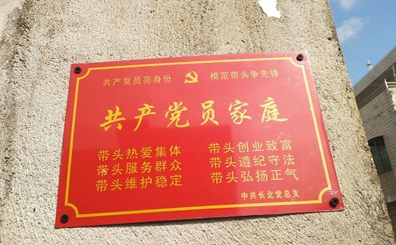 共产党员亮身份 模范带头争先锋
共产党员家庭
带头热爱集体 带头创业致富
带头服务群众 带头遵纪守法
带头维护稳定 带头弘扬正气
中共长北党总支